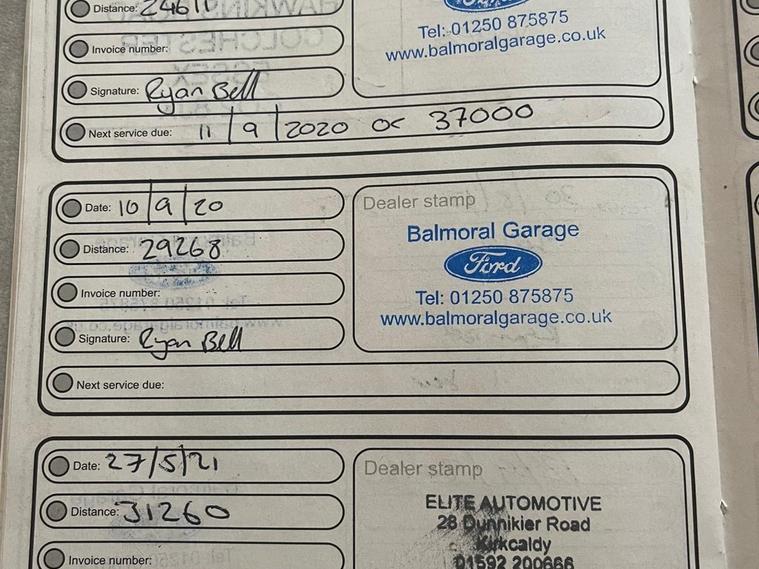 Distance: 24611
Tel: 01250 875875
www.balmoralgarage.co.uk
Invoice number:
Signature: Ryan Bell
Next service due: 11/9/2020 or 37000
Date: 10/9/20
Dealer stamp
Balmoral Garage
Ford
Distance: 29268
Invoice number:
Tel: 01250 875875
www.balmoralgarage.co.uk
Signature: Ryan Bell
Next service due:
Date: 27/5/21
Dealer stamp
Distance: 31260
ELITE AUTOMOTIVE
28 Dunnikier Road
Kirkcaldy
Invoice number:
01592 200666